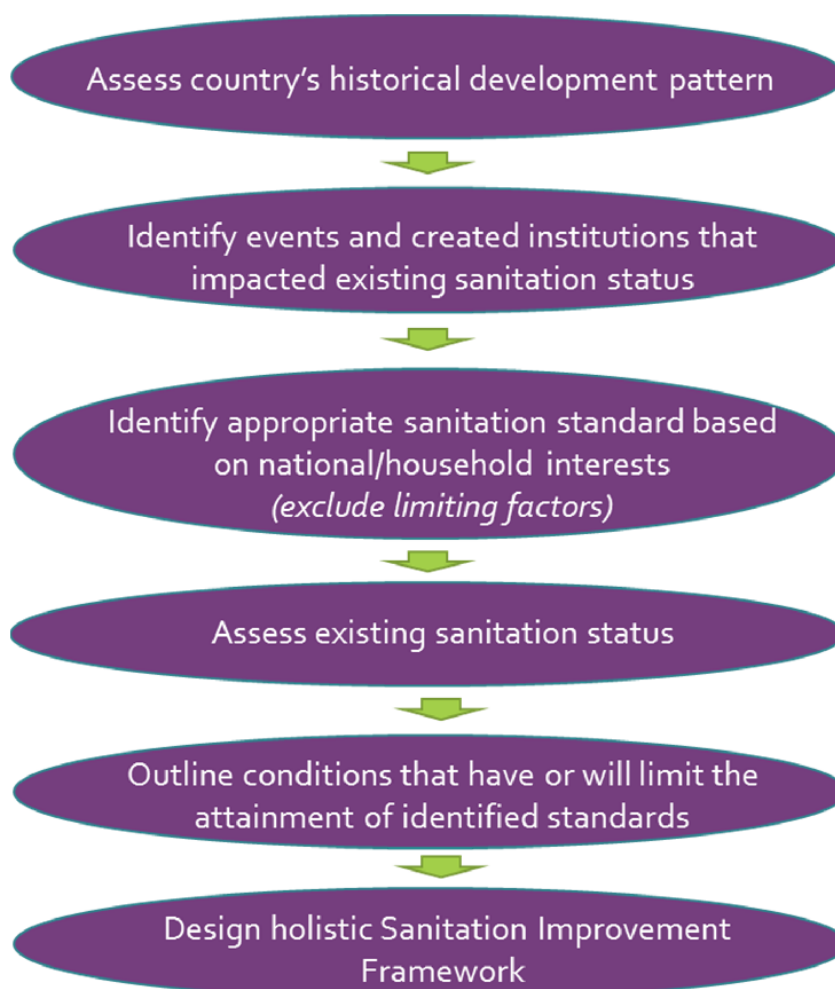 Assess country’s historical development pattern
Identify events and created institutions that
impacted existing sanitation status
Identify appropriate sanitation standard based
on national/household interests
(exclude limiting factors)
Assess existing sanitation status
Outline conditions that have or will limit the
attainment of identified standards
Design holistic Sanitation Improvement
Framework